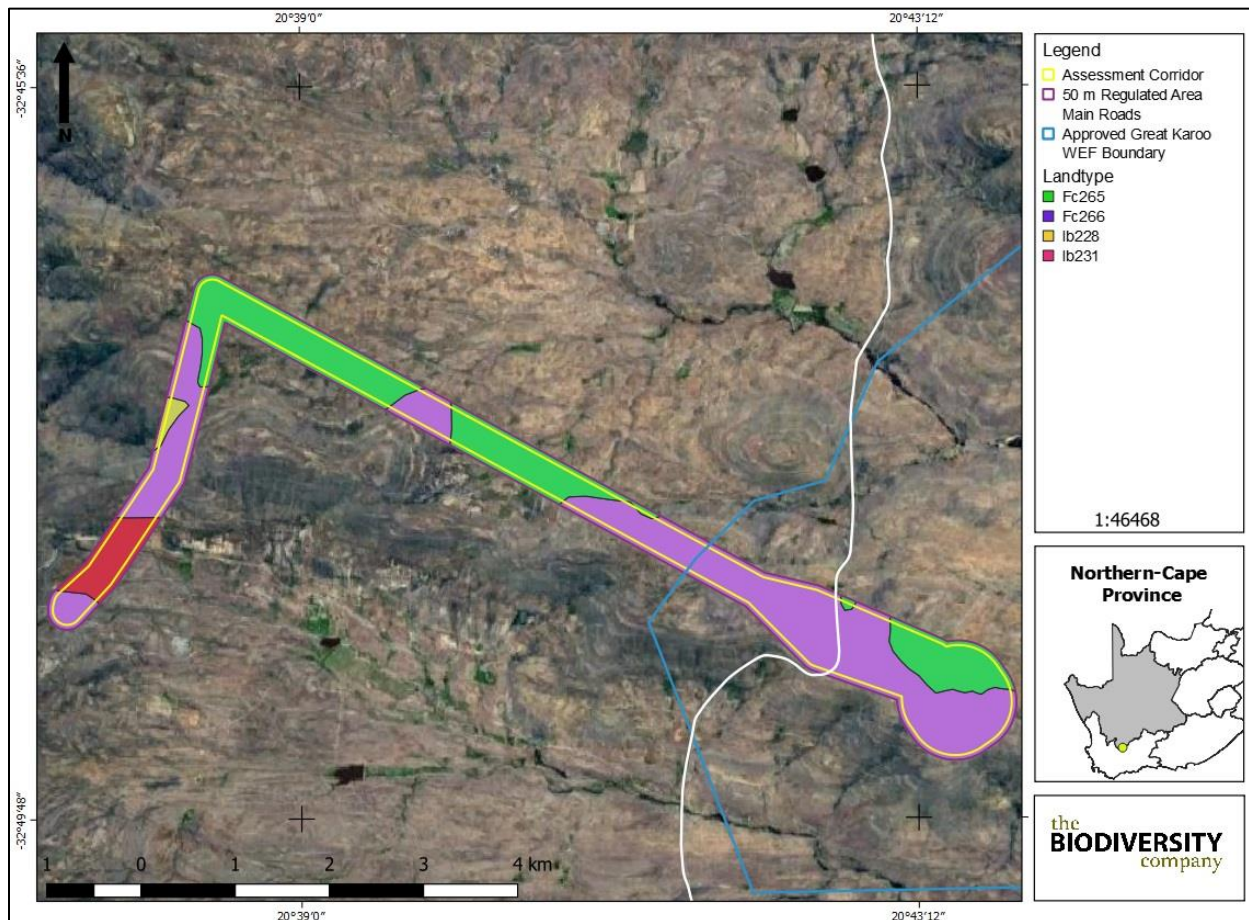 20°39'0"
20°43'12"
-32°45'36"
N
Legend
Assessment Corridor
50 m Regulated Area
Main Roads
Approved Great Karoo
WEF Boundary
Landtype
Fc265
Fc266
Ib228
Ib231
1:46468
Northern-Cape
Province
-32°49'48"
1 0 1 2 3 4 km
the
BIODIVERSITY
company
20°39'0"
20°43'12"